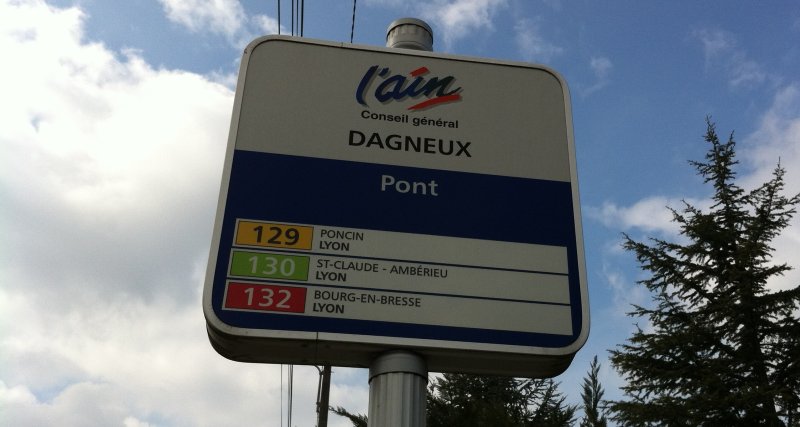 l'ain
Conseil général
DAGNEUX
Pont
129 PONCIN
LYON
130 ST-CLAUDE - AMBÉRIEU
LYON
132 BOURG-EN-BRESSE
LYON